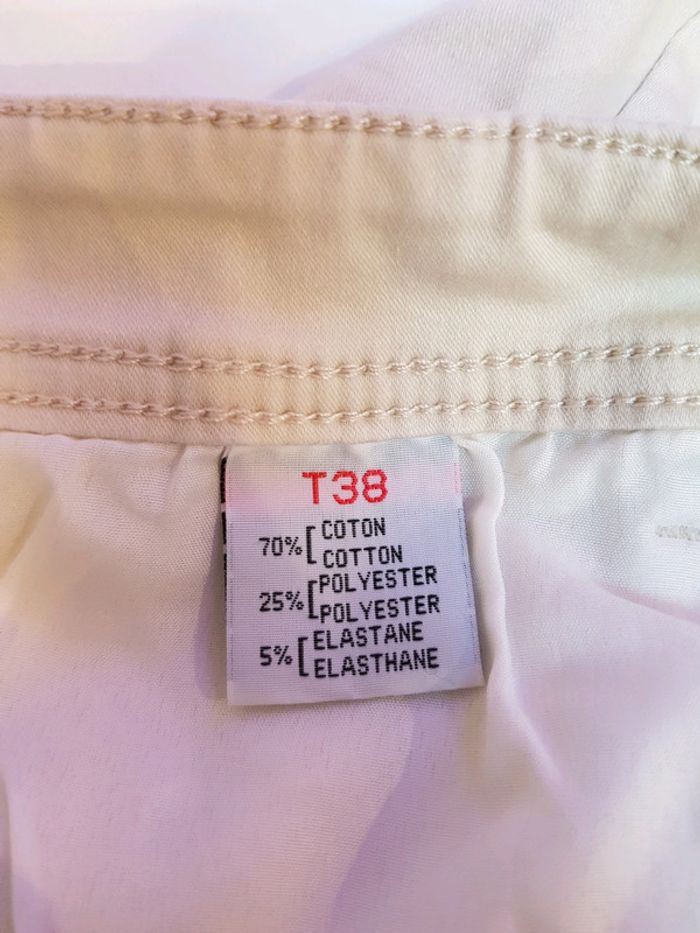 T38
70% [ COTON
COTTON
25% [ POLYESTER
POLYESTER
5% [ ELASTANE
ELASTHANE